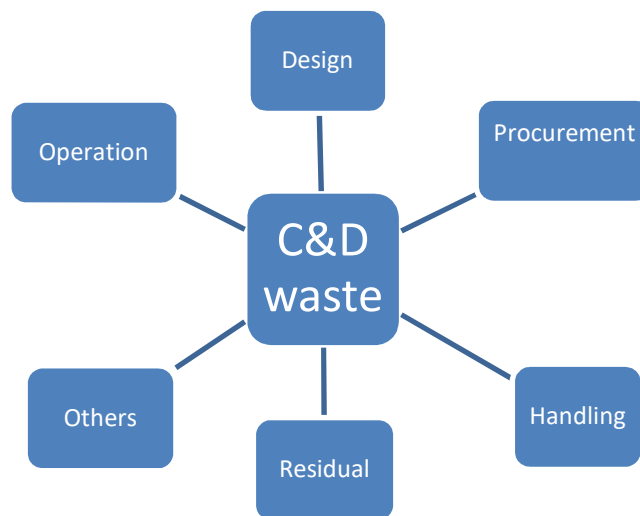 Design
Operation
Procurement
C&D
waste
Others
Handling
Residual